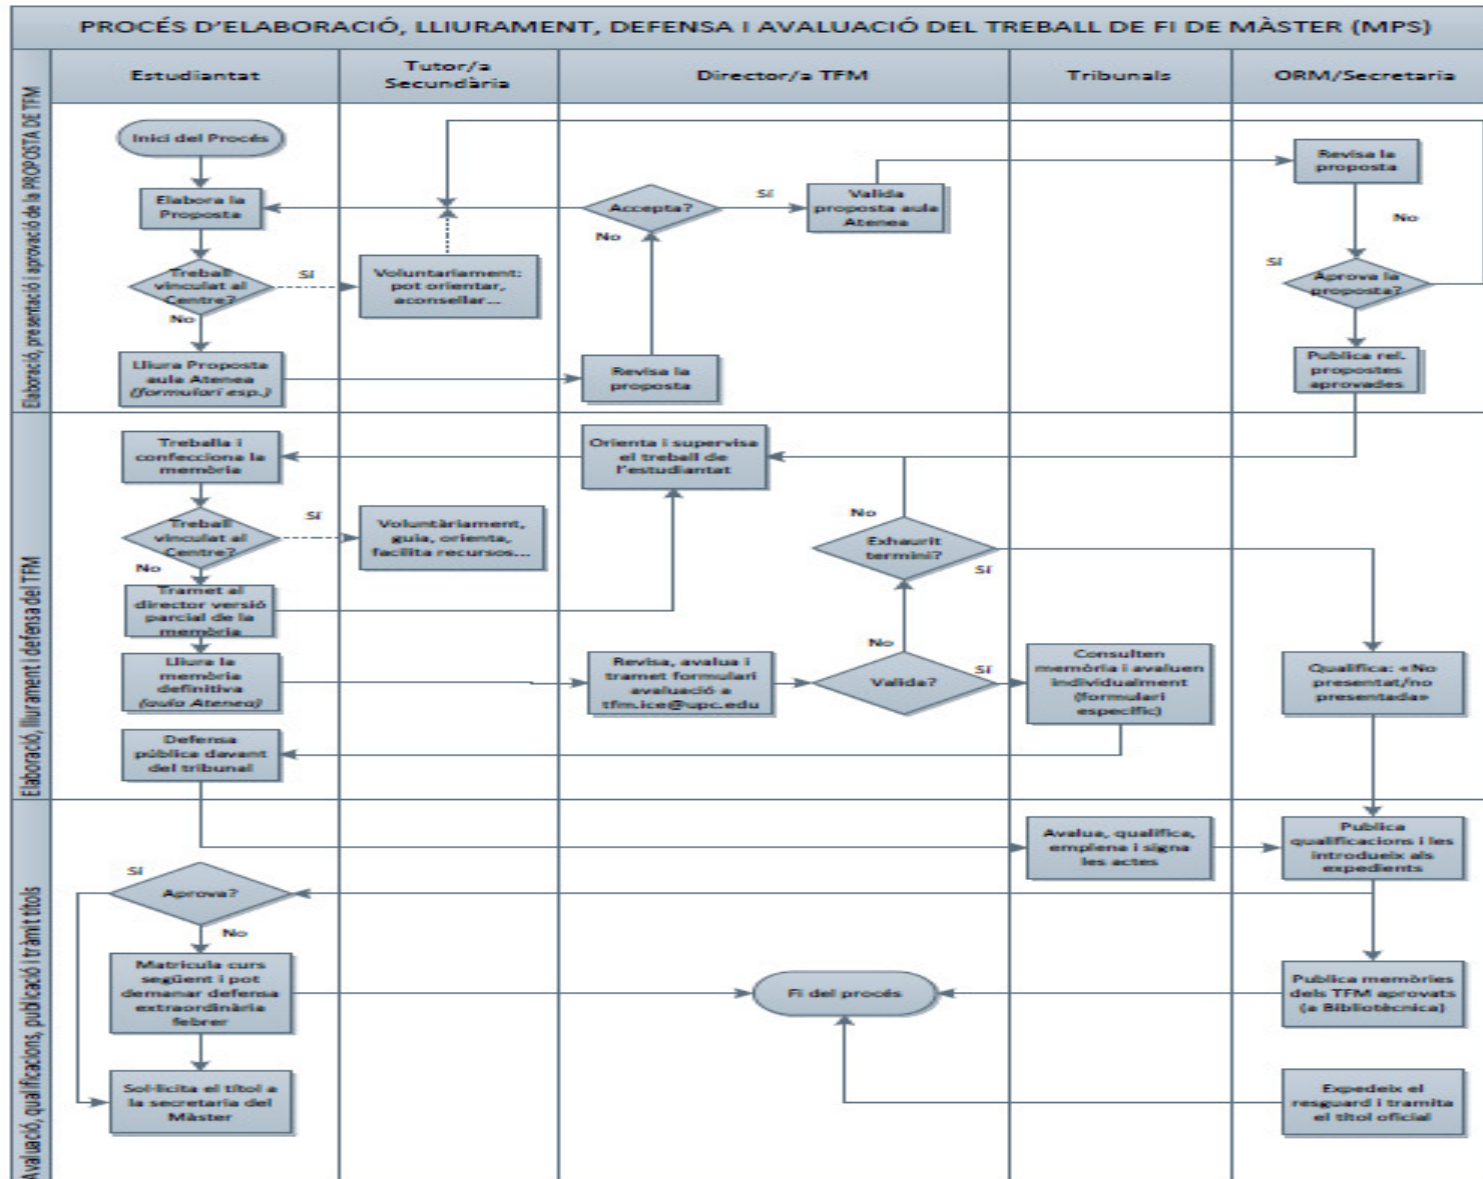 PROCÉS D'ELABORACIÓ, LLIURAMENT, DEFENSA I AVALUACIÓ DEL TREBALL DE FI DE MÀSTER (MPS)
Estudiantat
Tutor/a
Secundària
Director/a TFM
Tribunals
ORM/Secretaria
Elaboració, presentació i aprovació de la PROPOSTA DE TFM
Inici del Procés
Elabora la
Proposta
Treball
vinculat al
Centre?
Sí
No
Voluntariament:
pot orientar,
aconsellar...
Lliura Proposta
aula Atenea
(formulari esp.)
Revisa la
proposta
Accepta?
Sí
No
Valida
proposta aula
Atenea
Revisa la
proposta
No
Sí
Aprova la
proposta?
Publica rel.
propostes
aprovades
Elaboració, lliurament i defensa del TFM
Treballa i
confecciona la
memòria
Treball
vinculat al
Centre?
Sí
No
Voluntàriament,
guia, orienta,
facilita recursos...
Orienta i supervisa
el treball de
l'estudiantat
No
Exhaurit
termini?
Sí
Tramet al
director versió
parcial de la
memòria
Lliura la
memòria
definitiva
(aula Atenea)
Revisa, avalua i
tramet formulari
avaluació a
tfm.ice@upc.edu
No
Valida?
Sí
Consulten
memòria i avaluen
individualment
(formulari
específic)
Qualifica: «No
presentat/no
presentada»
Defensa
pública davant
del tribunal
Avaluació, qualificacions, publicació i tràmit títols
Avalua, qualifica,
emplena i signa
les actes
Publica
qualificacions i les
introdueix als
expedients
Sí
Aprova?
No
Matricula curs
següent i pot
demanar defensa
extraordinària
febrer
Fi del procés
Publica memòries
dels TFM aprovats
(a Bibliotècnica)
Sol·licita el títol a
la secretaria del
Màster
Expedeix el
resguard i tramita
el títol oficial